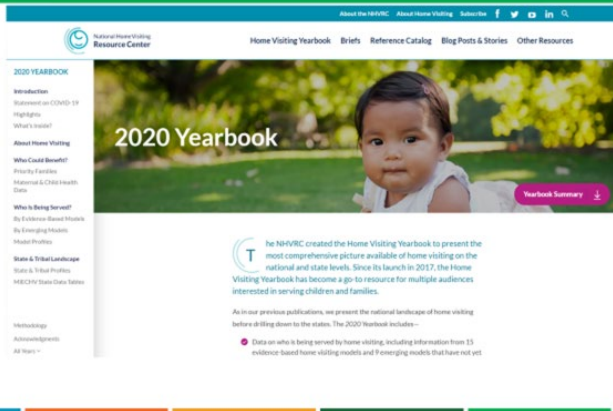 About the NHVRC About Home Visiting Subscribe
National Home Visiting
Resource Center
Home Visiting Yearbook Briefs Reference Catalog Blog Posts & Stories Other Resources
2020 YEARBOOK
Introduction
Statement on COVID-19
Highlights
What's Inside?
About Home Visiting
Who Could Benefit?
Priority Families
Maternal & Child Health
Data
Who Is Being Served?
By Evidence-Based Models
By Emerging Models
Model Profiles
State & Tribal Landscape
State & Tribal Profiles
MIECHV State Data Tables
Methodology
Acknowledgments
All Years
2020 Yearbook
Yearbook Summary
The NHVRC created the Home Visiting Yearbook to present the
most comprehensive picture available of home visiting on the
national and state levels. Since its launch in 2017, the Home
Visiting Yearbook has become a go-to resource for multiple audiences
interested in serving children and families.
As in our previous publications, we present the national landscape of home visiting
before drilling down to the states. The 2020 Yearbook includes—
Data on who is being served by home visiting, including information from 15
evidence-based home visiting models and 9 emerging models that have not yet